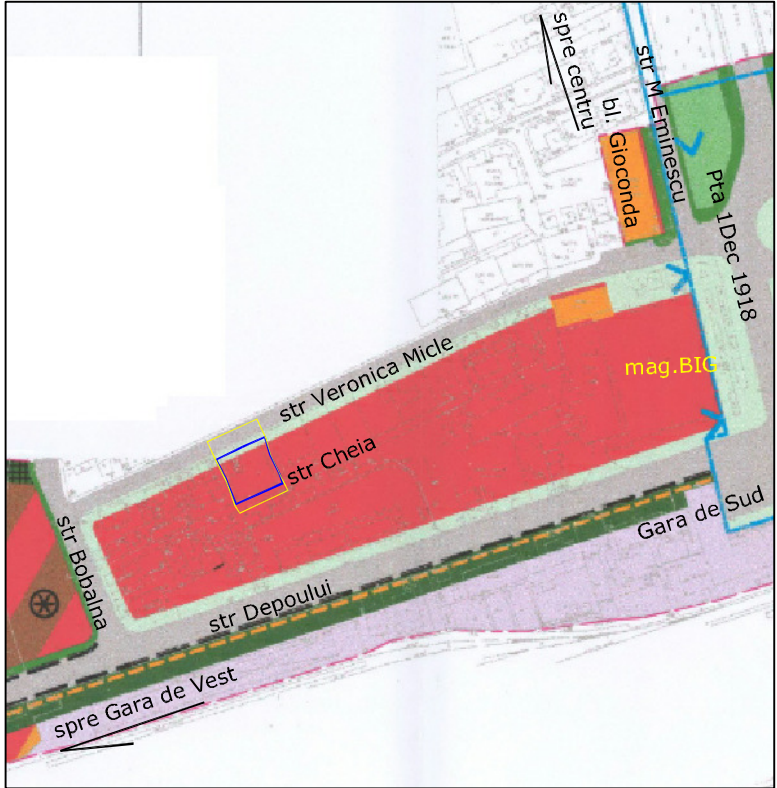 spre centru
str M Eminescu
bl. Gioconda
Pta 1Dec 1918
str Veronica Micle
mag.BIG
str Cheia
Gara de Sud
str Bobalna
str Depoului
spre Gara de Vest